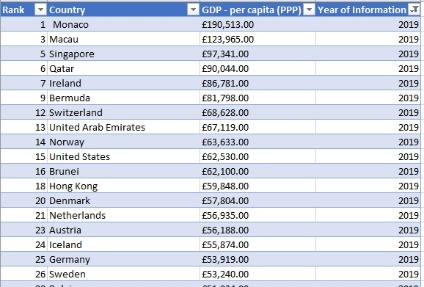 Rank Country GDP - per capita (PPP) Year of Information
1 Monaco £190,513.00 2019
3 Macau £123,965.00 2019
5 Singapore £97,341.00 2019
6 Qatar £90,044.00 2019
7 Ireland £86,781.00 2019
9 Bermuda £81,798.00 2019
12 Switzerland £68,628.00 2019
13 United Arab Emirates £67,119.00 2019
14 Norway £63,633.00 2019
15 United States £62,530.00 2019
16 Brunei £62,100.00 2019
18 Hong Kong £59,848.00 2019
20 Denmark £57,804.00 2019
21 Netherlands £56,935.00 2019
23 Austria £56,188.00 2019
24 Iceland £55,874.00 2019
25 Germany £53,919.00 2019
26 Sweden £53,240.00 2019